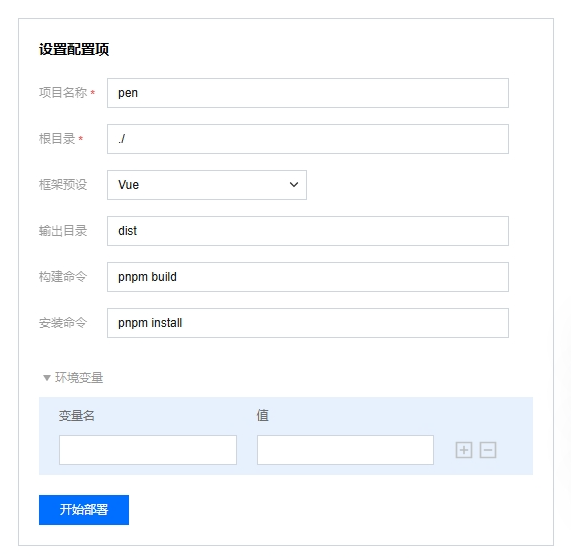 设置配置项
项目名称 * pen
根目录 * ./
框架预设 Vue
输出目录 dist
构建命令 pnpm build
安装命令 pnpm install
环境变量
变量名 值
开始部署